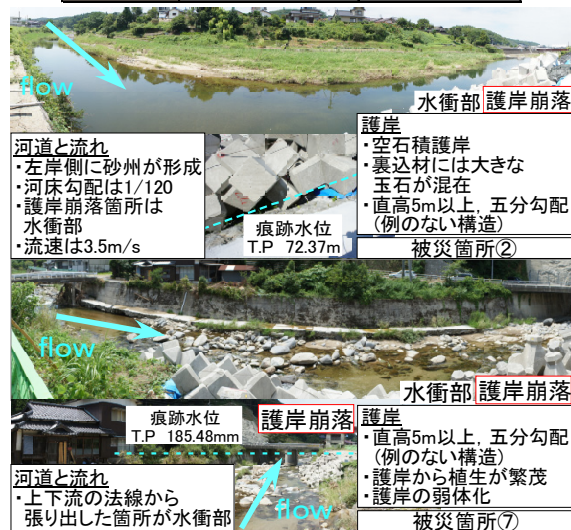 flow
水衝部 護岸崩落
河道と流れ
・左岸側に砂州が形成
・河床勾配は1/120
・護岸崩落箇所は
水衝部
・流速は3.5m/s
痕跡水位
T.P 72.37m
護岸
・空石積護岸
・裏込材には大きな
玉石が混在
・直高5m以上,五分勾配
(例のない構造)
被災箇所②
flow
水衝部 護岸崩落
痕跡水位
T.P 185.48mm
護岸崩落
河道と流れ
・上下流の法線から
張り出した箇所が水衝部
flow
護岸
・直高5m以上,五分勾配
(例のない構造)
・護岸から植生が繁茂
・護岸の弱体化
被災箇所⑦